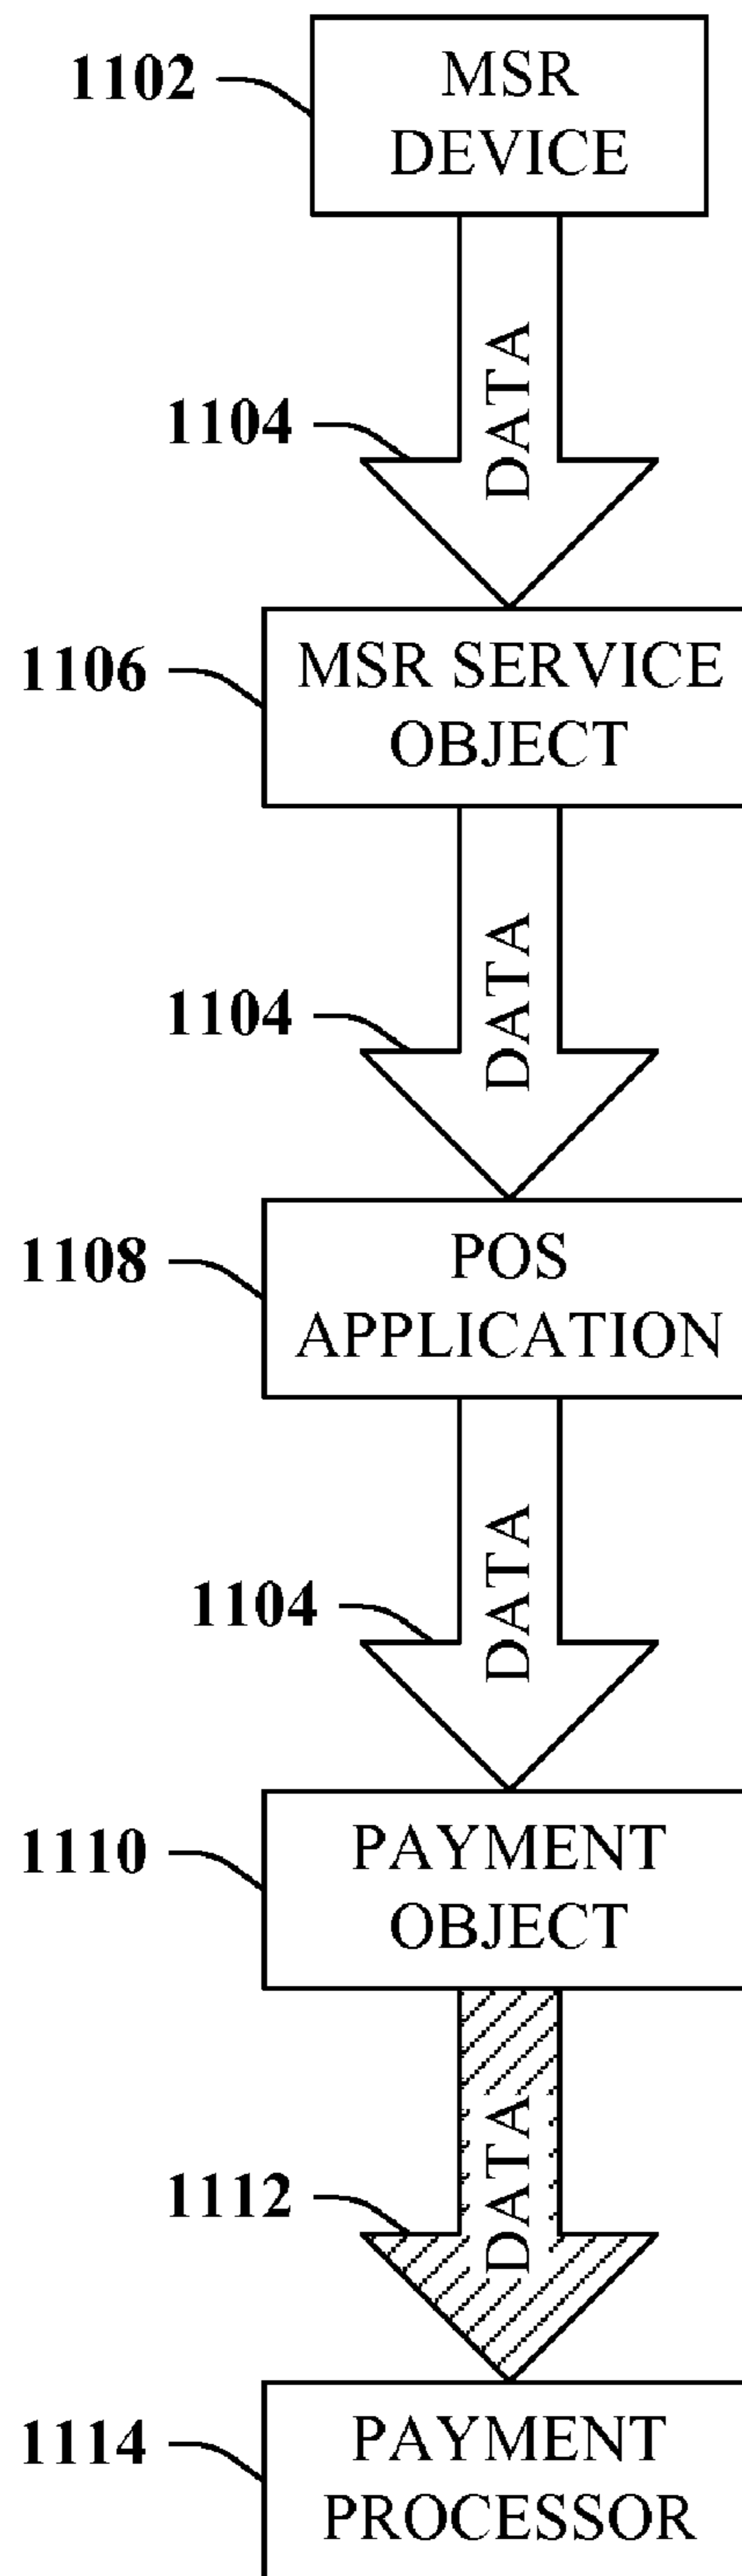 1102
MSR
DEVICE
1104
DATA
1106
MSR SERVICE
OBJECT
1104
DATA
1108
POS
APPLICATION
1104
DATA
1110
PAYMENT
OBJECT
1112
DATA
1114
PAYMENT
PROCESSOR